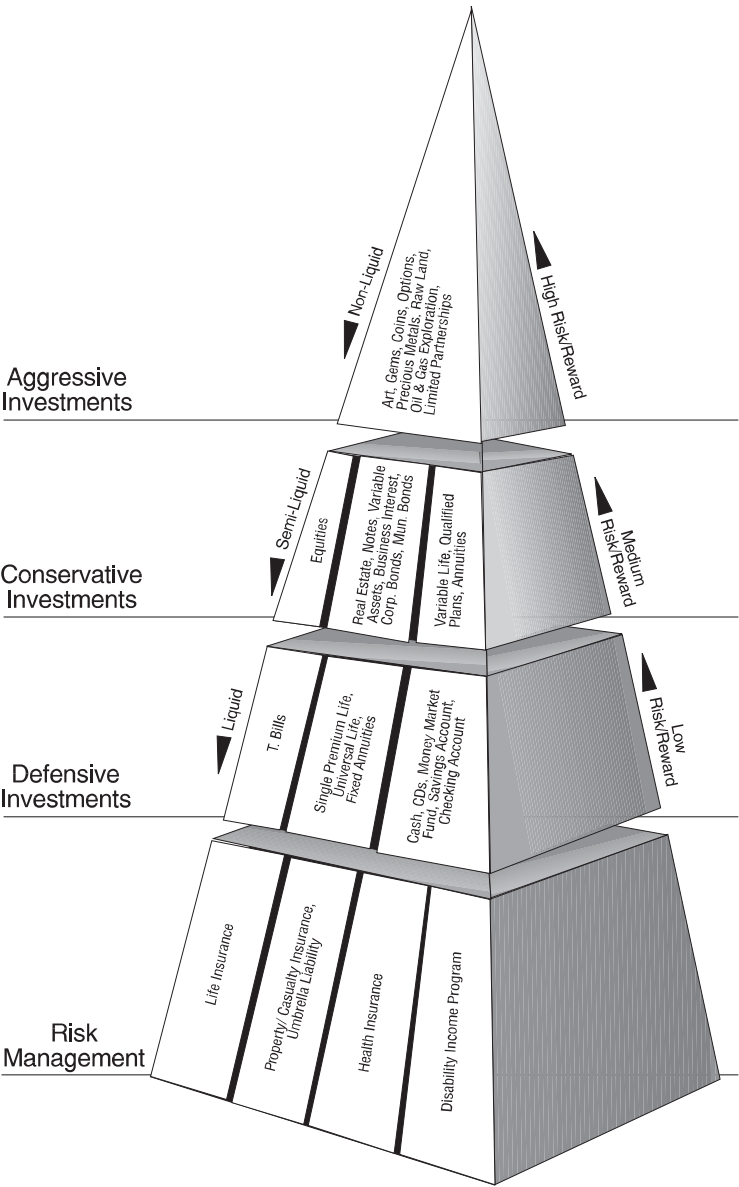 Non-Liquid
Art, Gems, Coins, Options,
Precious Metals. Raw Land,
Oil & Gas Exploration,
Limited Partnerships
High Risk/Reward
Aggressive
Investments
Semi-Liquid
Equities
Real Estate, Notes, Variable
Assets, Business Interest,
Corp. Bonds, Mun. Bonds
Variable Life, Qualified
Plans, Annuities
Medium
Risk/Reward
Conservative
Investments
Liquid
T. Bills
Single Premium Life,
Universal Life,
Fixed Annuities
Cash, CDs. Money Market
Fund, Savings Account,
Checking Account
Low
Risk/Reward
Defensive
Investments
Life Insurance
Property/ Casualty Insurance,
Umbrella Liability
Health Insurance
Disability Income Program
Risk
Management